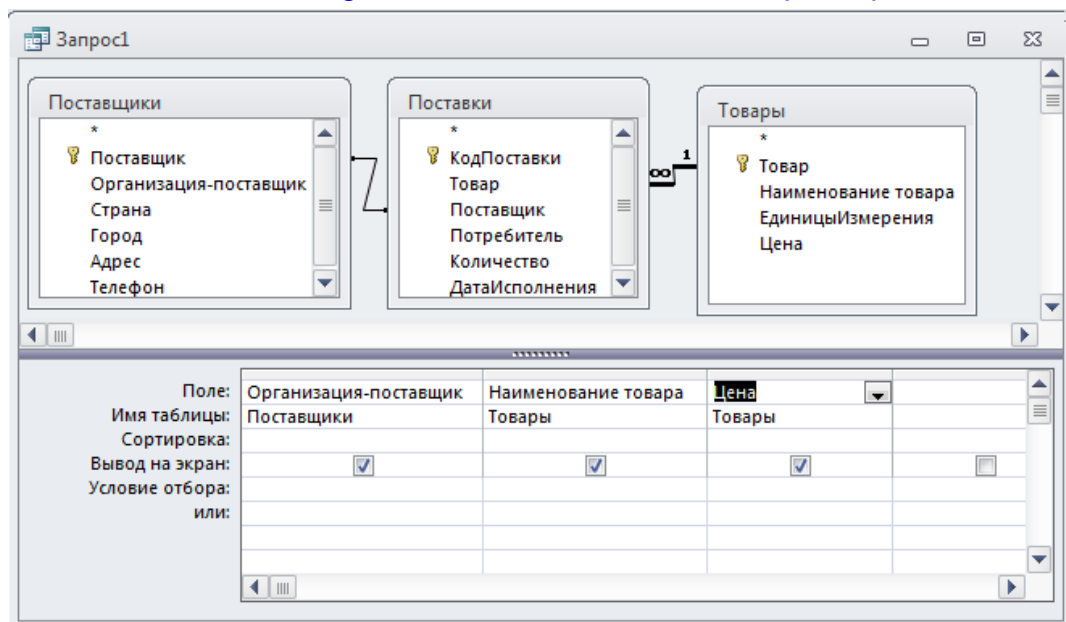 Запрос1
Поставщики
*
Поставщик
Организация-поставщик
Страна
Город
Адрес
Телефон
Поставки
*
КодПоставки
Товар
Поставщик
Потребитель
Количество
ДатаИсполнения
∞ 1
Товары
*
Товар
Наименование товара
ЕдиницыИзмерения
Цена
Поле: Организация-поставщик Наименование товара Цена
Имя таблицы: Поставщики Товары Товары
Сортировка:
Вывод на экран:
Условие отбора:
или: